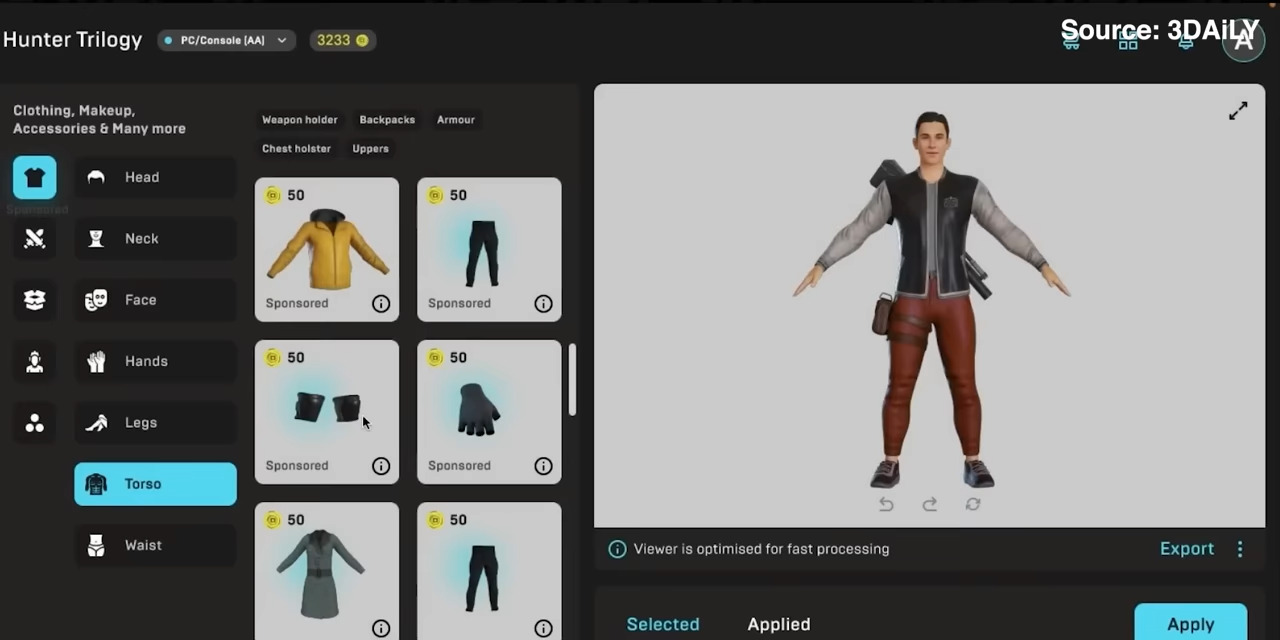 Hunter Trilogy
PC/Console (AA)
3233
Source: 3DAiLY
A
Clothing, Makeup,
Accessories & Many more
Sponsored
Head
Neck
Face
Hands
Legs
Torso
Waist
Weapon holder
Backpacks
Armour
Chest holster
Uppers
50
Sponsored
50
Sponsored
50
Sponsored
50
Sponsored
50
50
Viewer is optimised for fast processing
Export
Selected
Applied
Apply